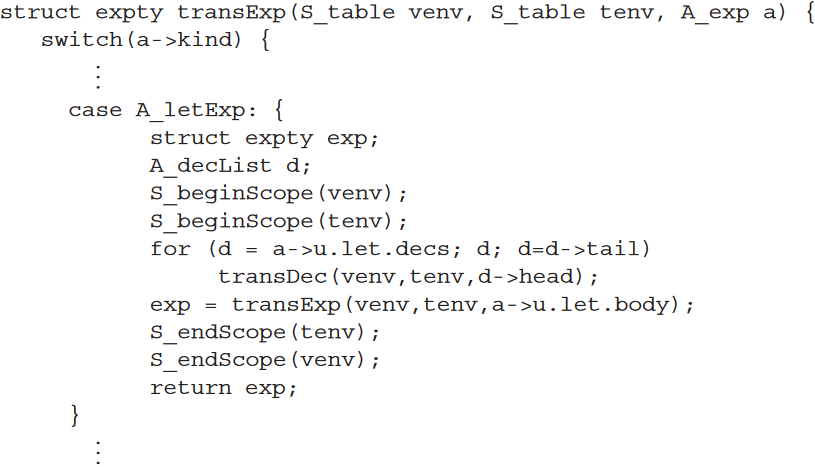 struct expty transExp(S_table venv, S_table tenv, A_exp a) {
   switch(a->kind) {
       ⋮
     case A_letExp: {
           struct expty exp;
           A_decList d;
           S_beginScope(venv);
           S_beginScope(tenv);
           for (d = a->u.let.decs; d; d=d->tail)
                transDec(venv,tenv,d->head);
           exp = transExp(venv,tenv,a->u.let.body);
           S_endScope(tenv);
           S_endScope(venv);
           return exp;
     }
       ⋮